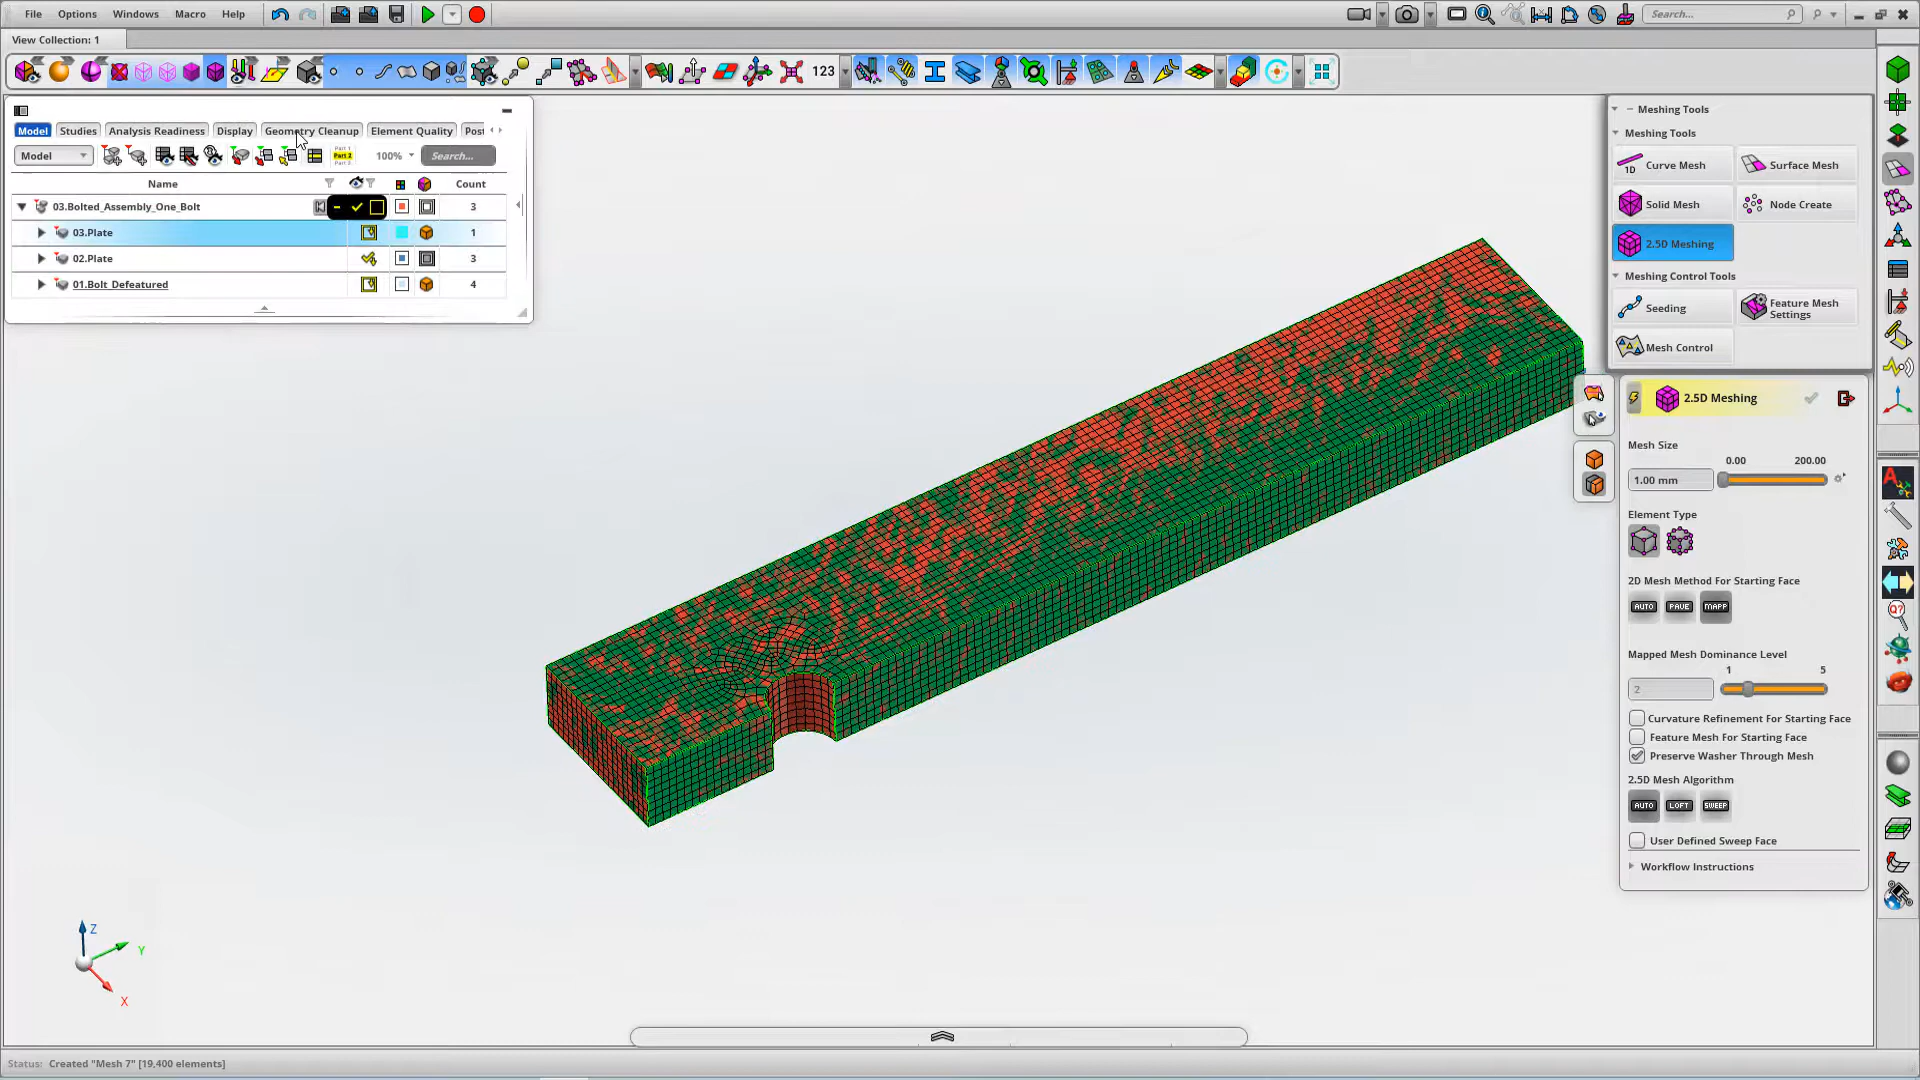 File Options Windows Macro Help
Search...
View Collection: 1
123
Model Studies Analysis Readiness Display Geometry Cleanup Element Quality Post
Model 100% Search...
Name Count
03.Bolted_Assembly_One_Bolt 3
03.Plate 1
02.Plate 3
01.Bolt_Defeatured 4
Meshing Tools
Meshing Tools
Curve Mesh Surface Mesh
Solid Mesh Node Create
2.5D Meshing
Meshing Control Tools
Seeding Feature Mesh Settings
Mesh Control
2.5D Meshing
Mesh Size
0.00 200.00
1.00 mm
Element Type
2D Mesh Method For Starting Face
AUTO PAVE MAPP
Mapped Mesh Dominance Level
1 5
2
Curvature Refinement For Starting Face
Feature Mesh For Starting Face
Preserve Washer Through Mesh
2.5D Mesh Algorithm
AUTO LOFT SWEEP
User Defined Sweep Face
Workflow Instructions
Z
Y
X
Status: Created "Mesh 7" [19,400 elements]